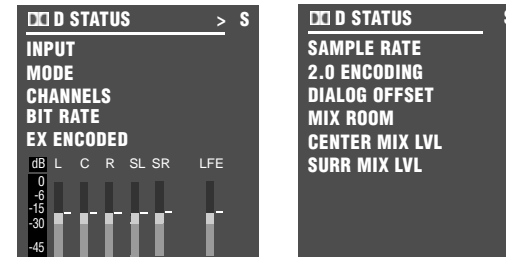 D STATUS > S
INPUT
MODE
CHANNELS
BIT RATE
EX ENCODED
dB L C R SL SR LFE
0
-6
-15
-30
-45
D STATUS S
SAMPLE RATE
2.0 ENCODING
DIALOG OFFSET
MIX ROOM
CENTER MIX LVL
SURR MIX LVL